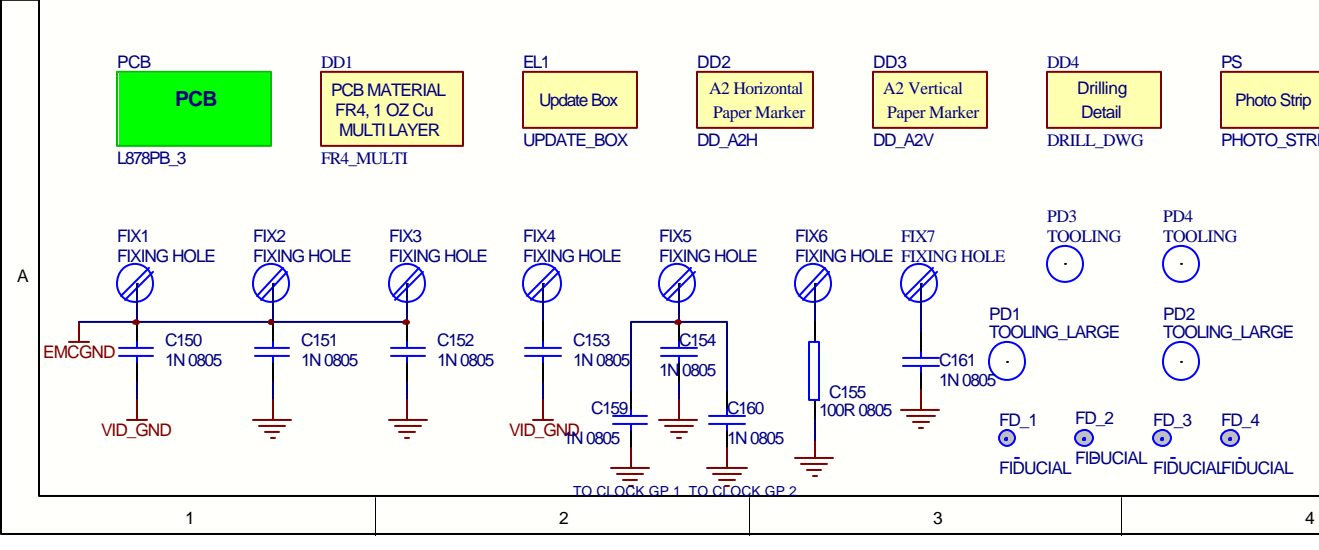 PCB
PCB
L878PB_3
DD1
PCB MATERIAL
FR4, 1 OZ Cu
MULTI LAYER
FR4_MULTI
EL1
Update Box
UPDATE_BOX
DD2
A2 Horizontal
Paper Marker
DD_A2H
DD3
A2 Vertical
Paper Marker
DD_A2V
DD4
Drilling
Detail
DRILL_DWG
PS
Photo Strip
PHOTO_STRI
FIX1
FIXING HOLE
FIX2
FIXING HOLE
FIX3
FIXING HOLE
FIX4
FIXING HOLE
FIX5
FIXING HOLE
FIX6
FIXING HOLE
FIX7
FIXING HOLE
PD3
TOOLING
PD4
TOOLING
A
EMCGND
C150
1N 0805
VID_GND
C151
1N 0805
C152
1N 0805
C153
1N 0805
VID_GND
C154
1N 0805
C159
1N 0805
C160
1N 0805
C155
100R 0805
C161
1N 0805
PD1
TOOLING_LARGE
PD2
TOOLING_LARGE
FD_1
FIDUCIAL
FD_2
FIDUCIAL
FD_3
FIDUCIAL
FD_4
FIDUCIAL
TO CLOCK GP 1
TO CLOCK GP 2
1
2
3
4